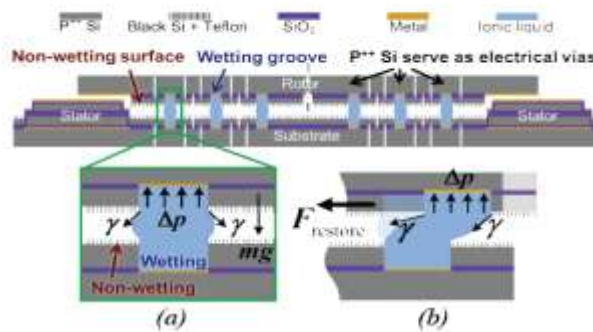 P++ Si Black Si + Teflon SiO2 Metal Ionic liquid
Non-wetting surface Wetting groove P++ Si serve as electrical vias
Rotor
Stator Stator
Substrate
Δp Δp
γ γ F restore γ γ
mg
Wetting
Non-wetting
(a) (b)